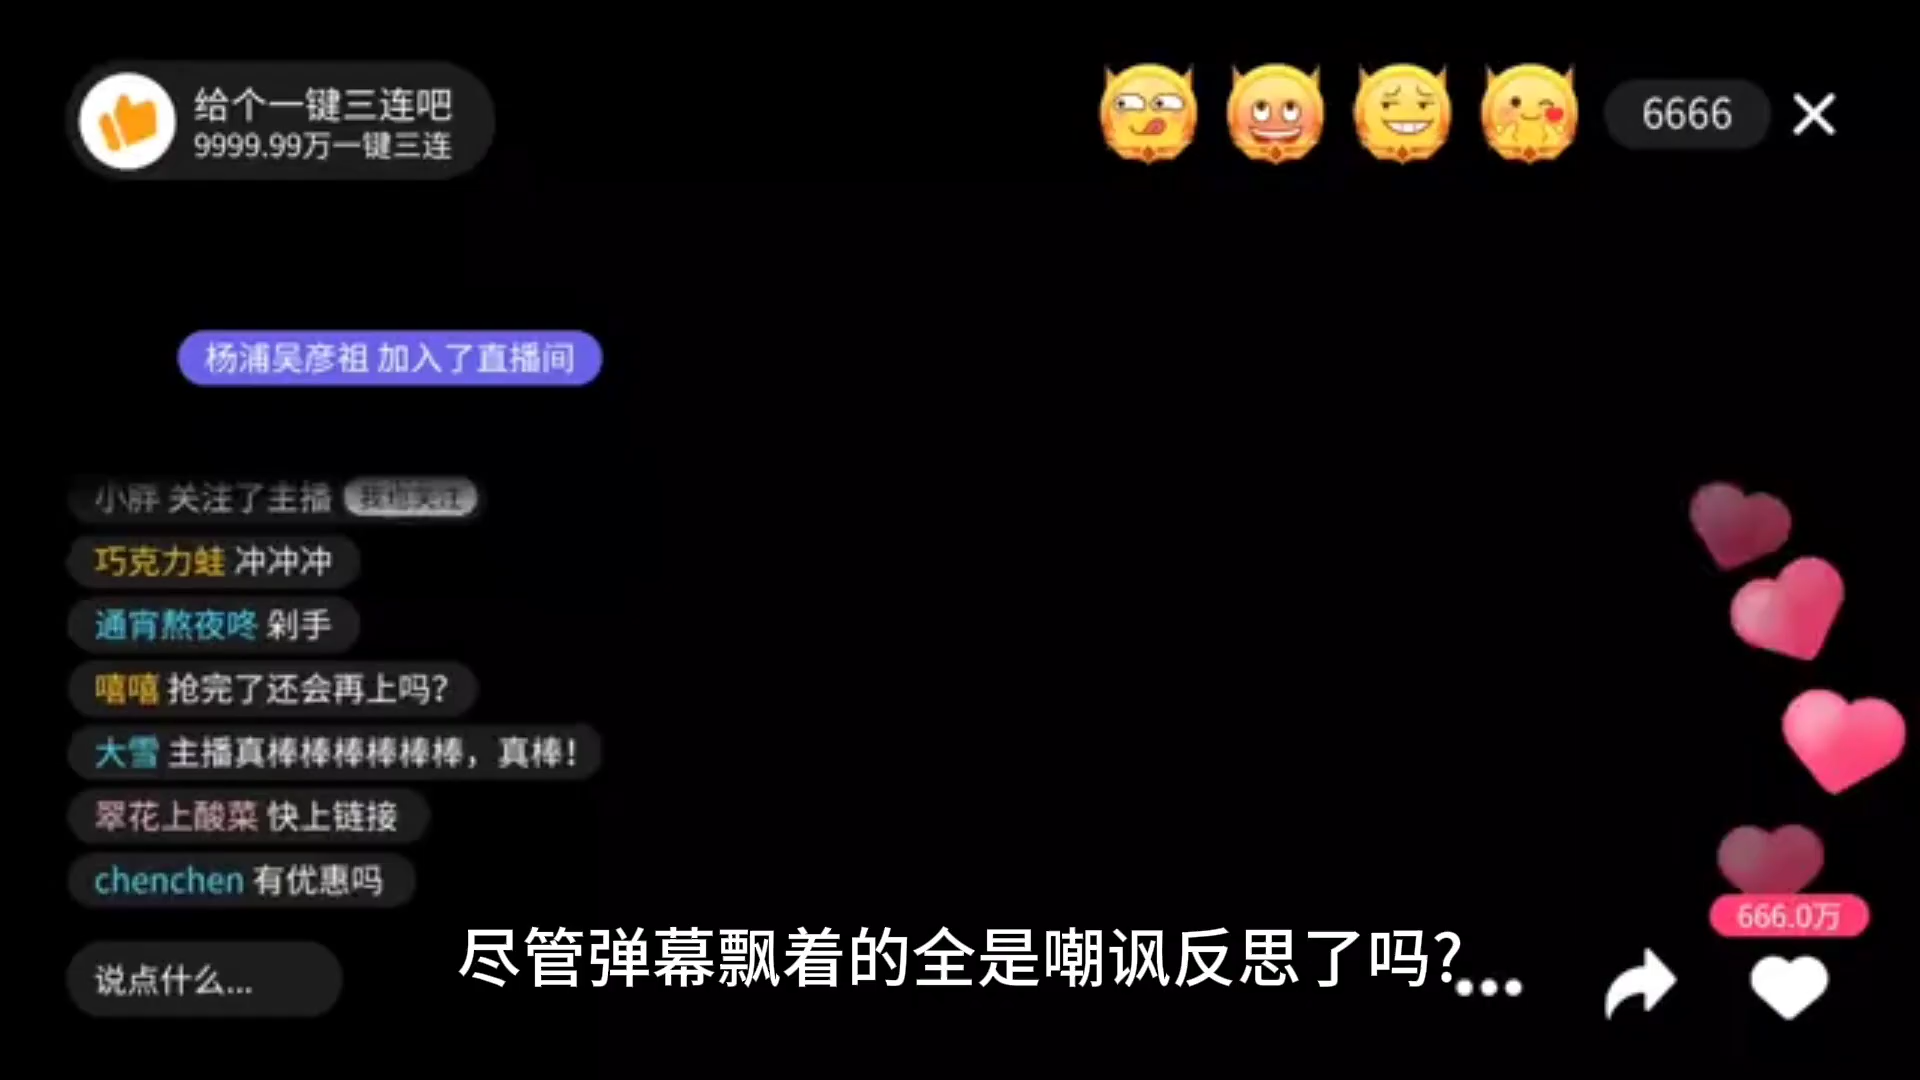 给个一键三连吧
9999.99万一键三连
6666
杨浦吴彦祖 加入了直播间
小胖 关注了主播
巧克力蛙 冲冲冲
通宵熬夜咚 剁手
嘻嘻 抢完了还会再上吗?
大雪 主播真棒棒棒棒棒棒，真棒!
翠花上酸菜 快上链接
chenchen 有优惠吗
666.0万
说点什么...
尽管弹幕飘着的全是嘲讽反思了吗?